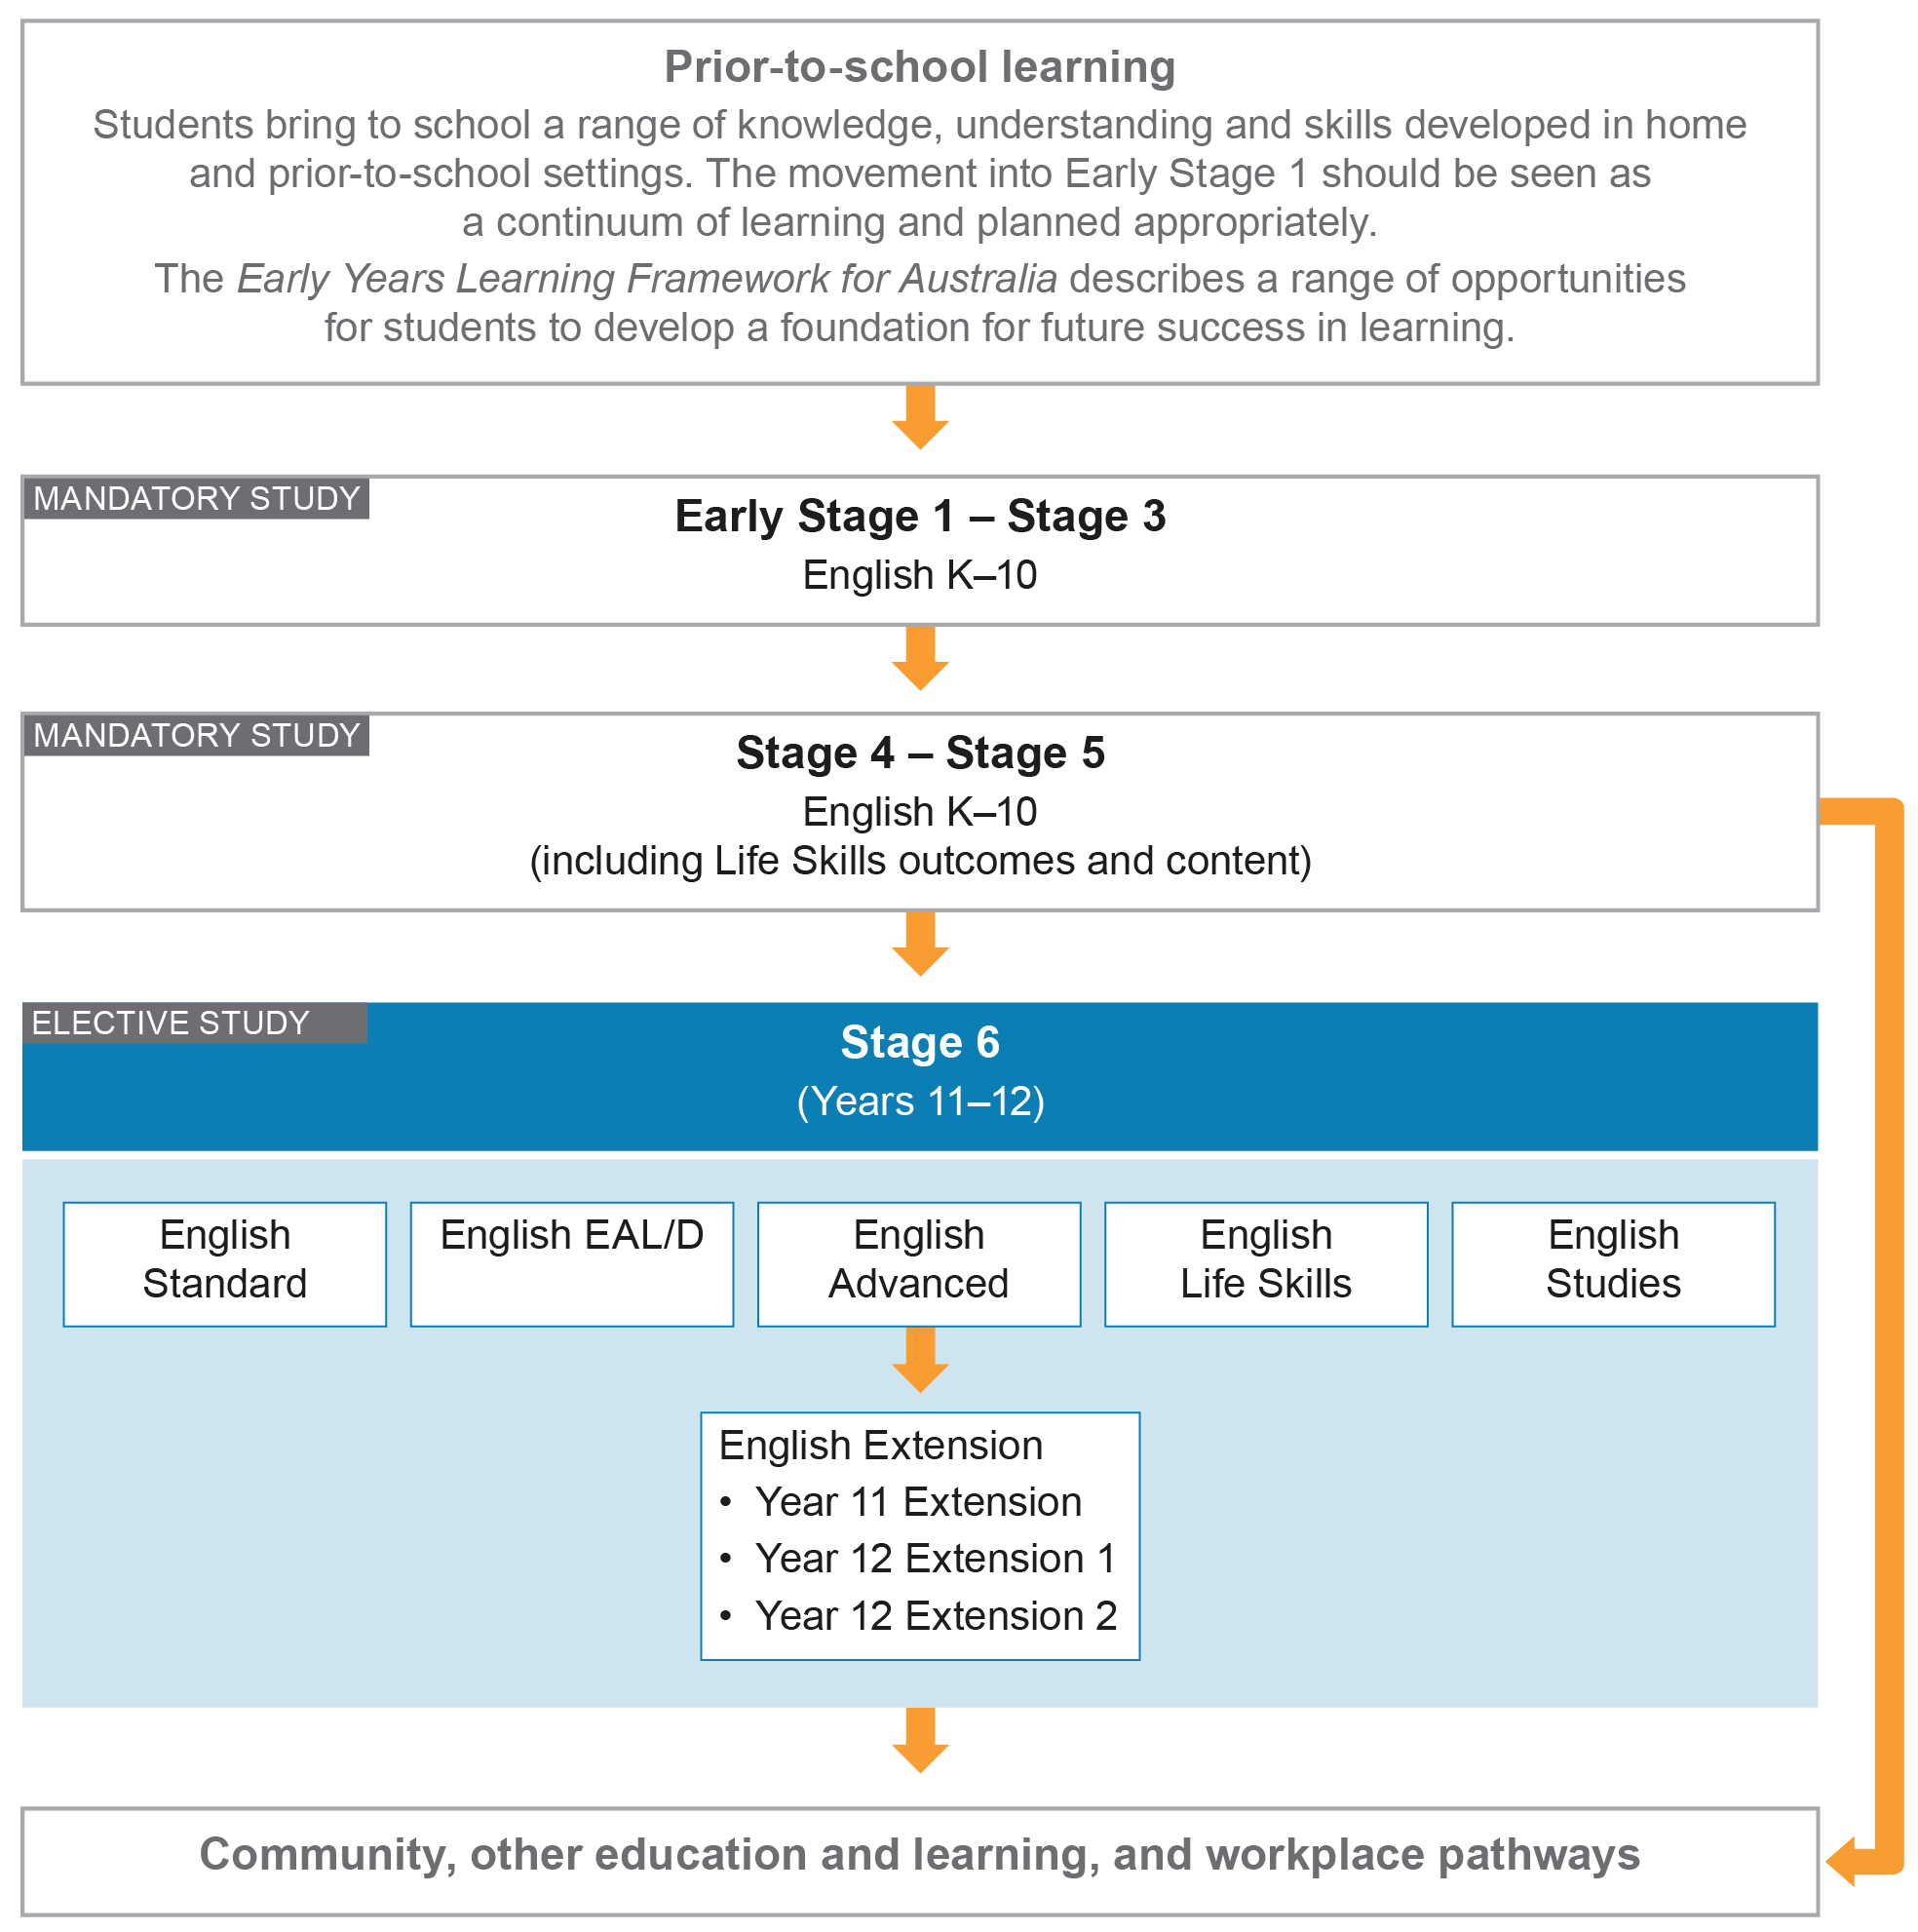 Prior-to-school learning
Students bring to school a range of knowledge, understanding and skills developed in home
and prior-to-school settings. The movement into Early Stage 1 should be seen as
a continuum of learning and planned appropriately.
The Early Years Learning Framework for Australia describes a range of opportunities
for students to develop a foundation for future success in learning.
MANDATORY STUDY
Early Stage 1 – Stage 3
English K–10
MANDATORY STUDY
Stage 4 – Stage 5
English K–10
(including Life Skills outcomes and content)
ELECTIVE STUDY
Stage 6
(Years 11–12)
English
Standard
English EAL/D
English
Advanced
English
Life Skills
English
Studies
English Extension
• Year 11 Extension
• Year 12 Extension 1
• Year 12 Extension 2
Community, other education and learning, and workplace pathways